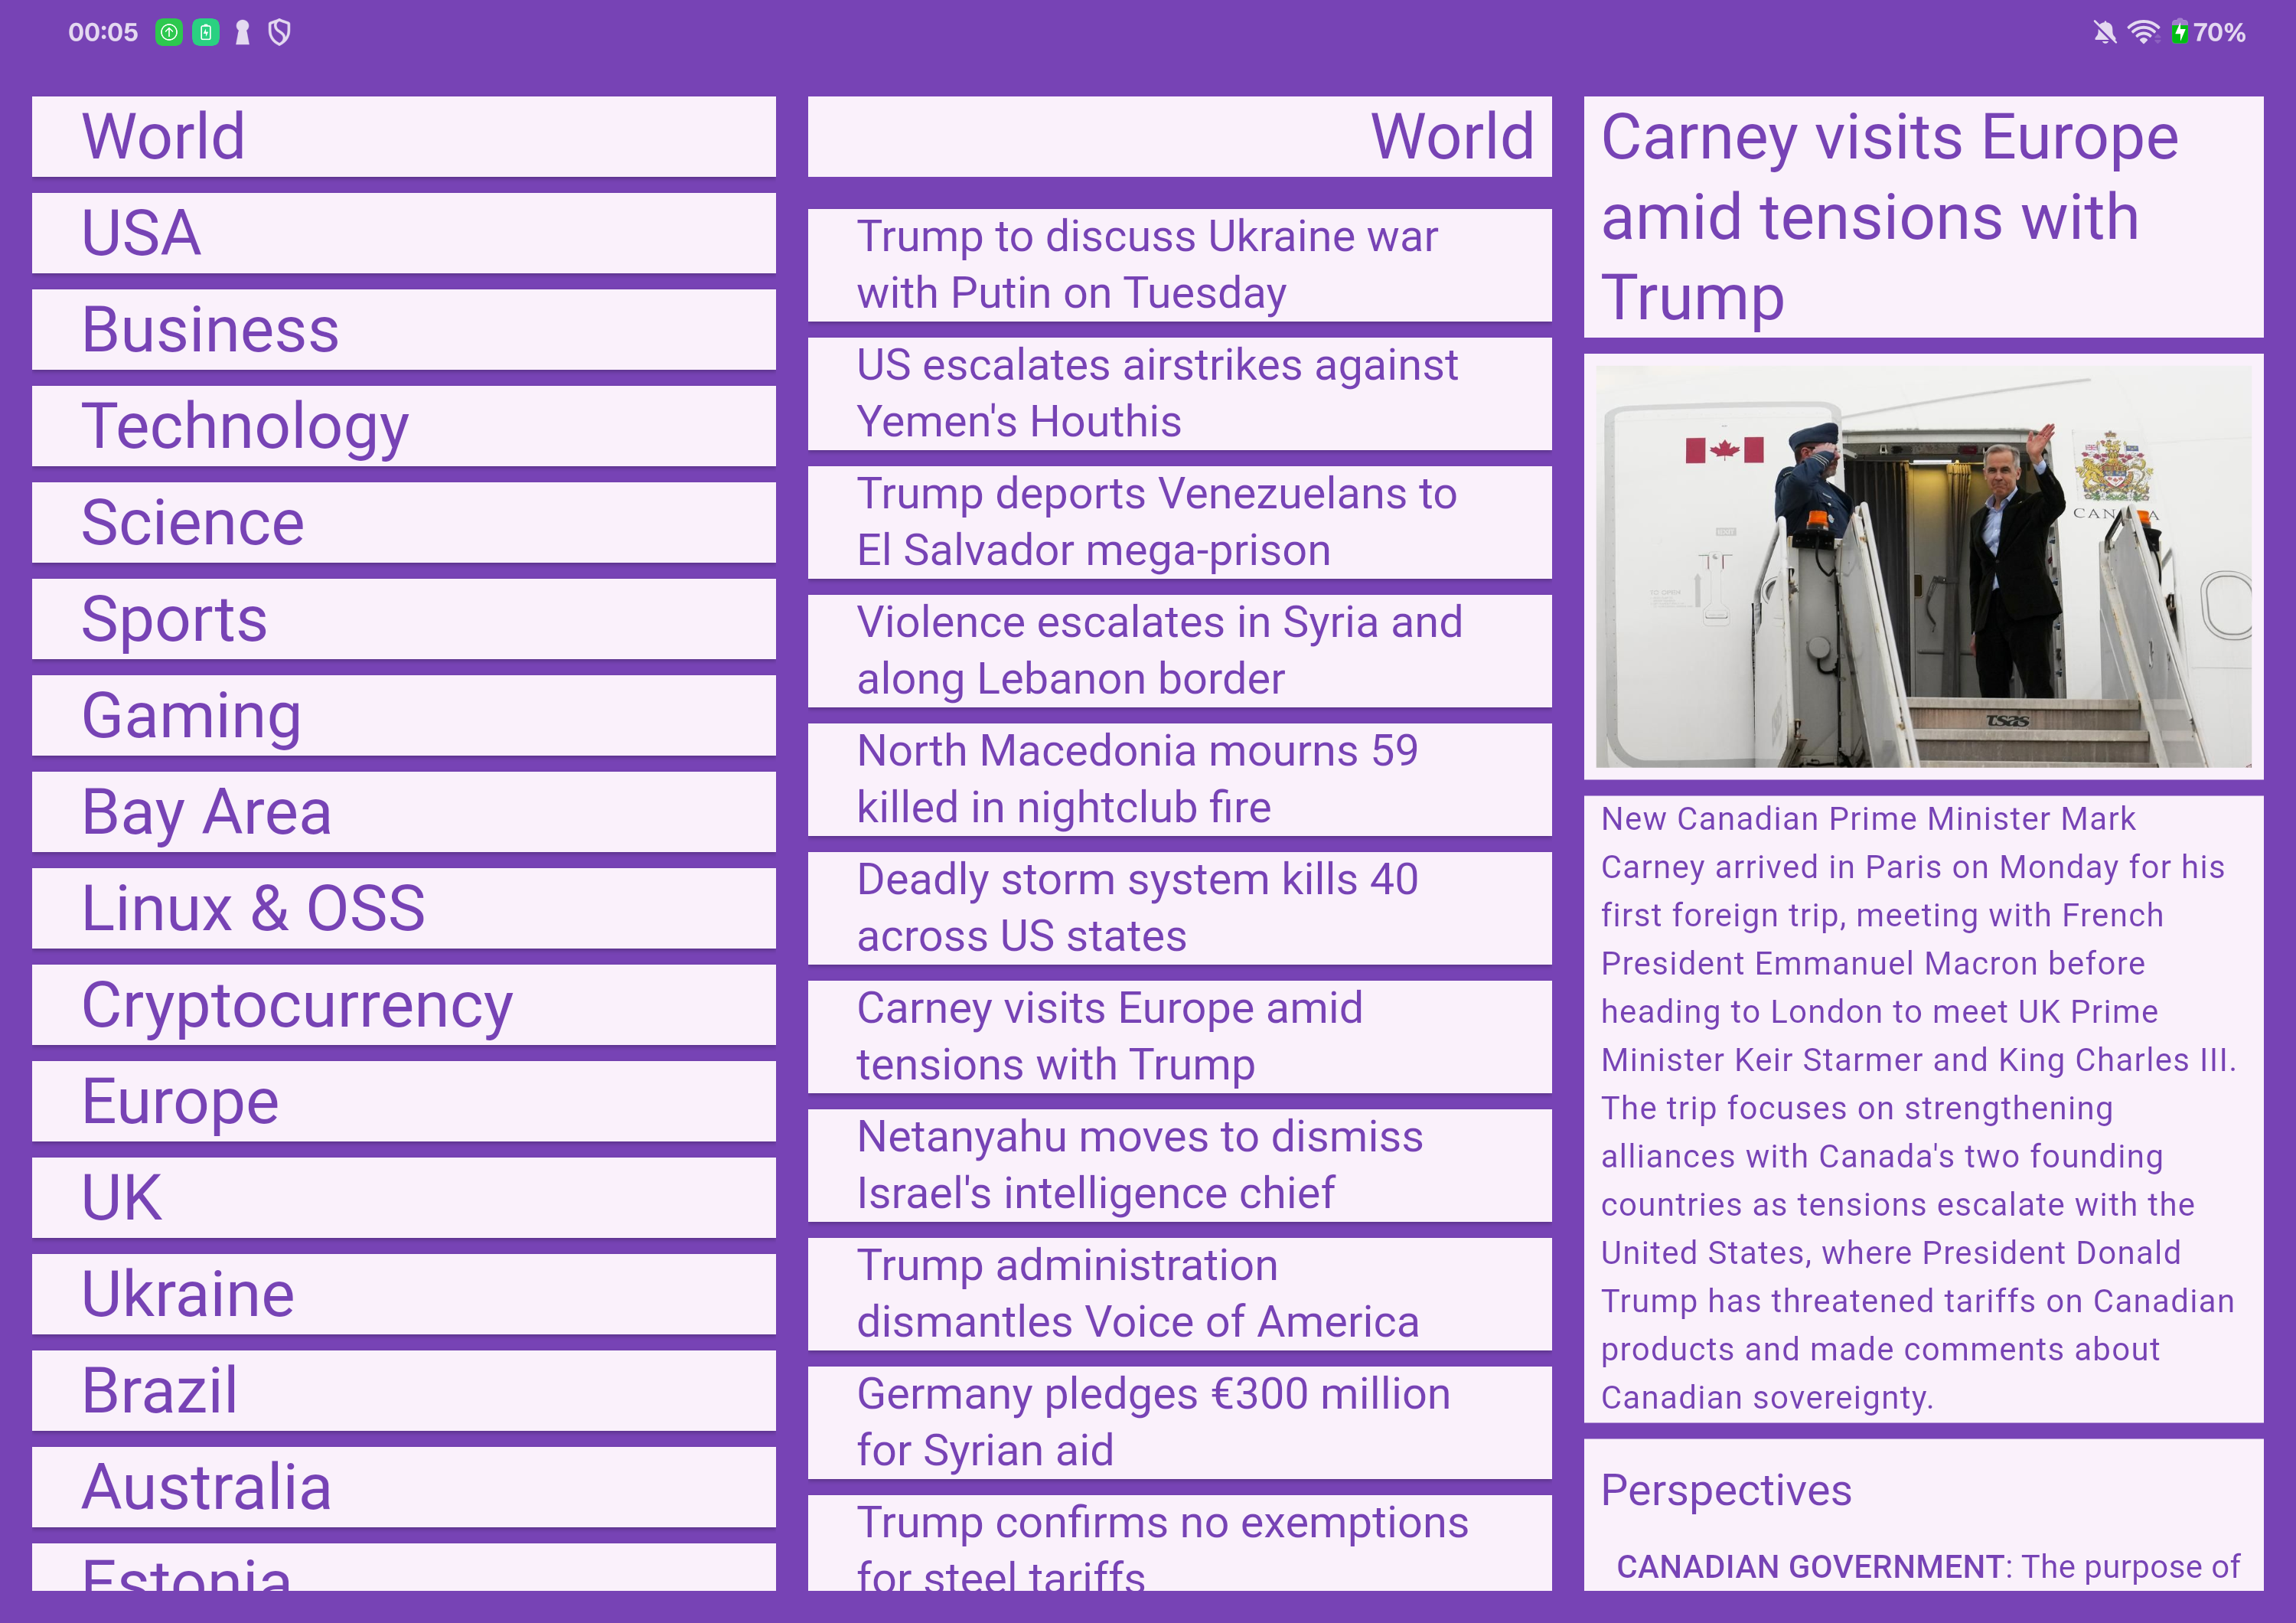 00:05
70%
World
USA
Business
Technology
Science
Sports
Gaming
Bay Area
Linux & OSS
Cryptocurrency
Europe
UK
Ukraine
Brazil
Australia
Estonia
World
Trump to discuss Ukraine war
with Putin on Tuesday
US escalates airstrikes against
Yemen's Houthis
Trump deports Venezuelans to
El Salvador mega-prison
Violence escalates in Syria and
along Lebanon border
North Macedonia mourns 59
killed in nightclub fire
Deadly storm system kills 40
across US states
Carney visits Europe amid
tensions with Trump
Netanyahu moves to dismiss
Israel's intelligence chief
Trump administration
dismantles Voice of America
Germany pledges €300 million
for Syrian aid
Trump confirms no exemptions
for steel tariffs
Carney visits Europe
amid tensions with
Trump
tsas
New Canadian Prime Minister Mark
Carney arrived in Paris on Monday for his
first foreign trip, meeting with French
President Emmanuel Macron before
heading to London to meet UK Prime
Minister Keir Starmer and King Charles III.
The trip focuses on strengthening
alliances with Canada's two founding
countries as tensions escalate with the
United States, where President Donald
Trump has threatened tariffs on Canadian
products and made comments about
Canadian sovereignty.
Perspectives
CANADIAN GOVERNMENT: The purpose of